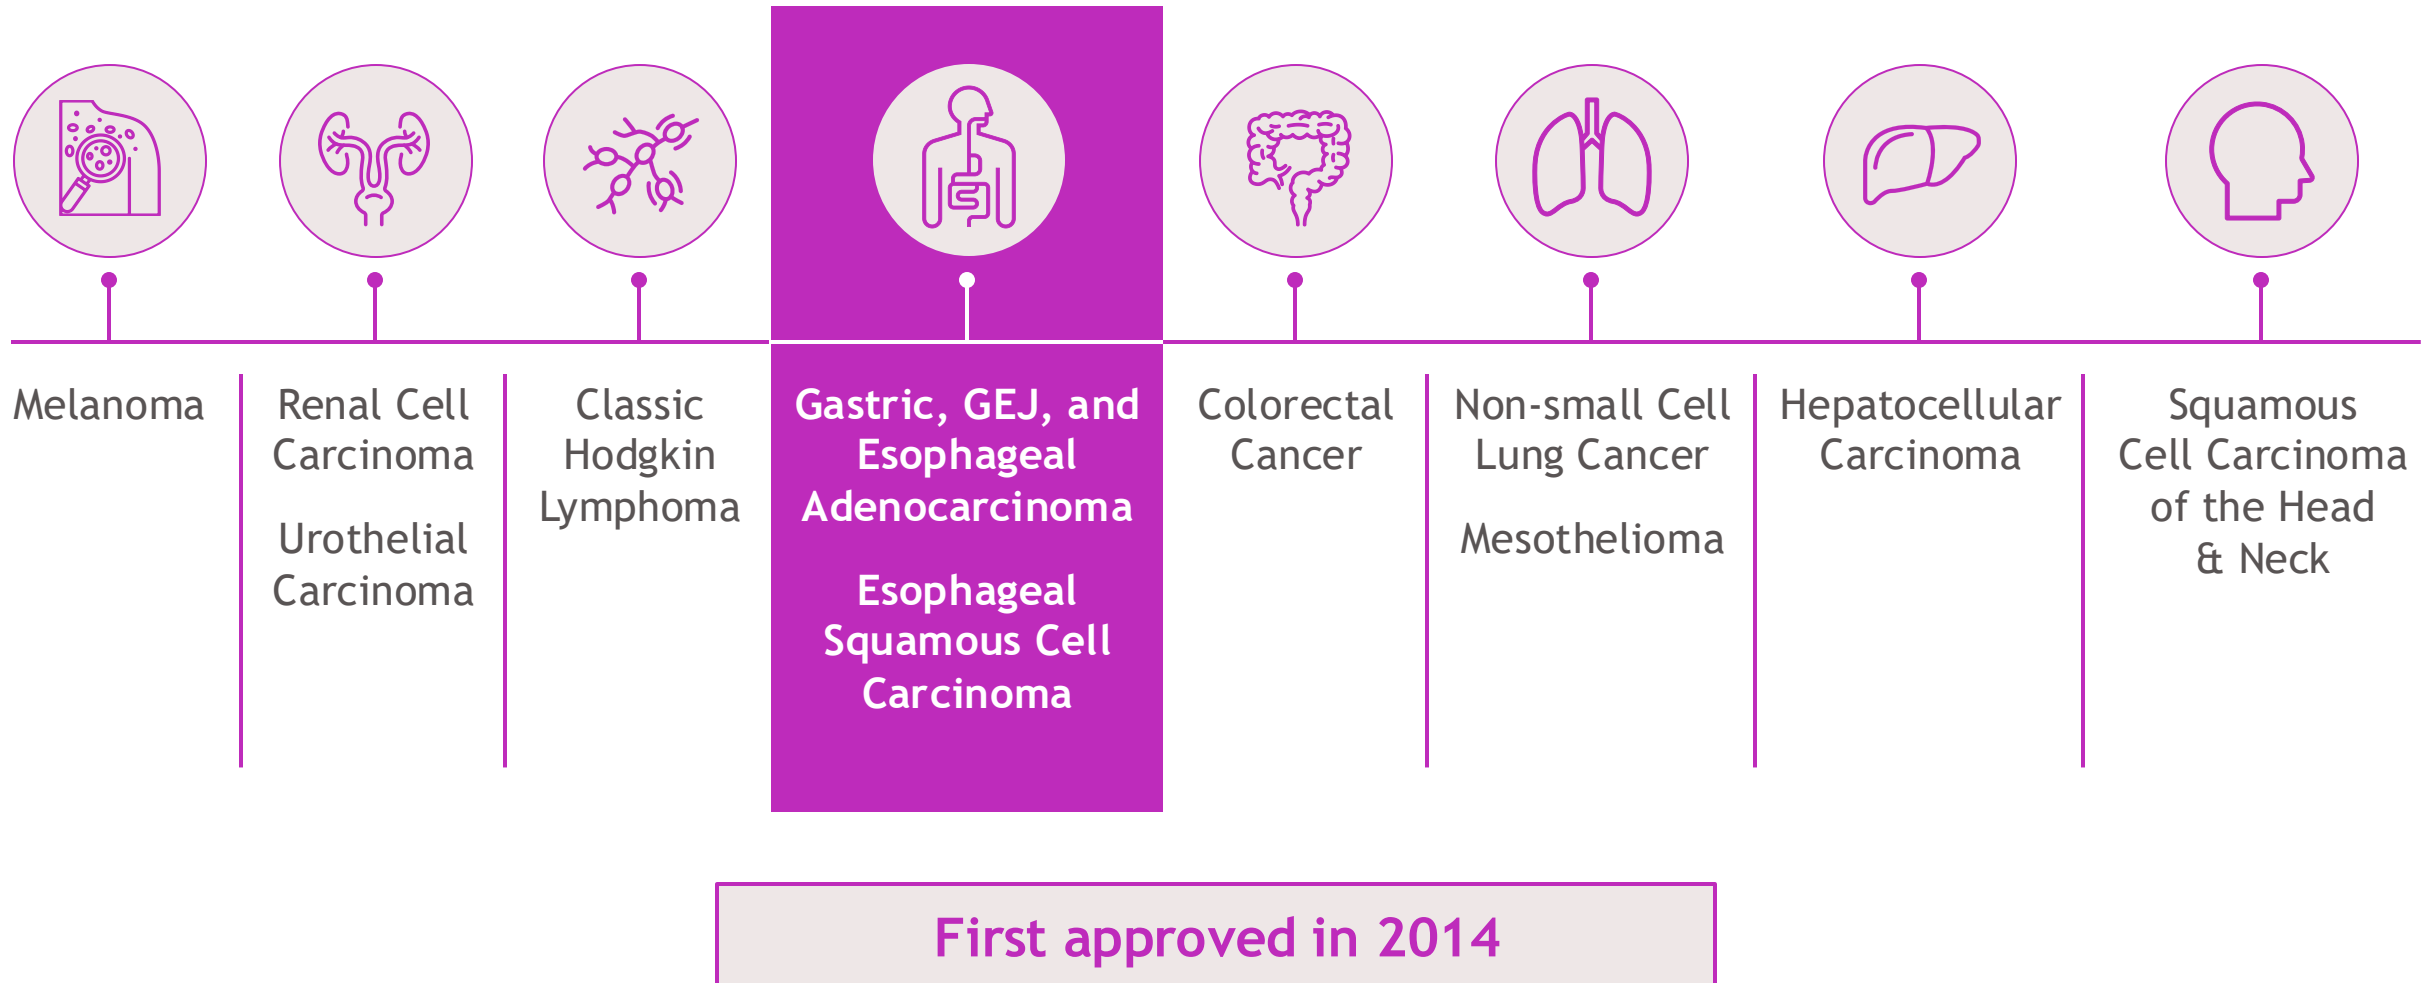 Melanoma
Renal Cell
Carcinoma
Urothelial
Carcinoma
Classic
Hodgkin
Lymphoma
Gastric, GEJ, and
Esophageal
Adenocarcinoma
Esophageal
Squamous Cell
Carcinoma
Colorectal
Cancer
Non-small Cell
Lung Cancer
Mesothelioma
Hepatocellular
Carcinoma
Squamous
Cell Carcinoma
of the Head
& Neck
First approved in 2014